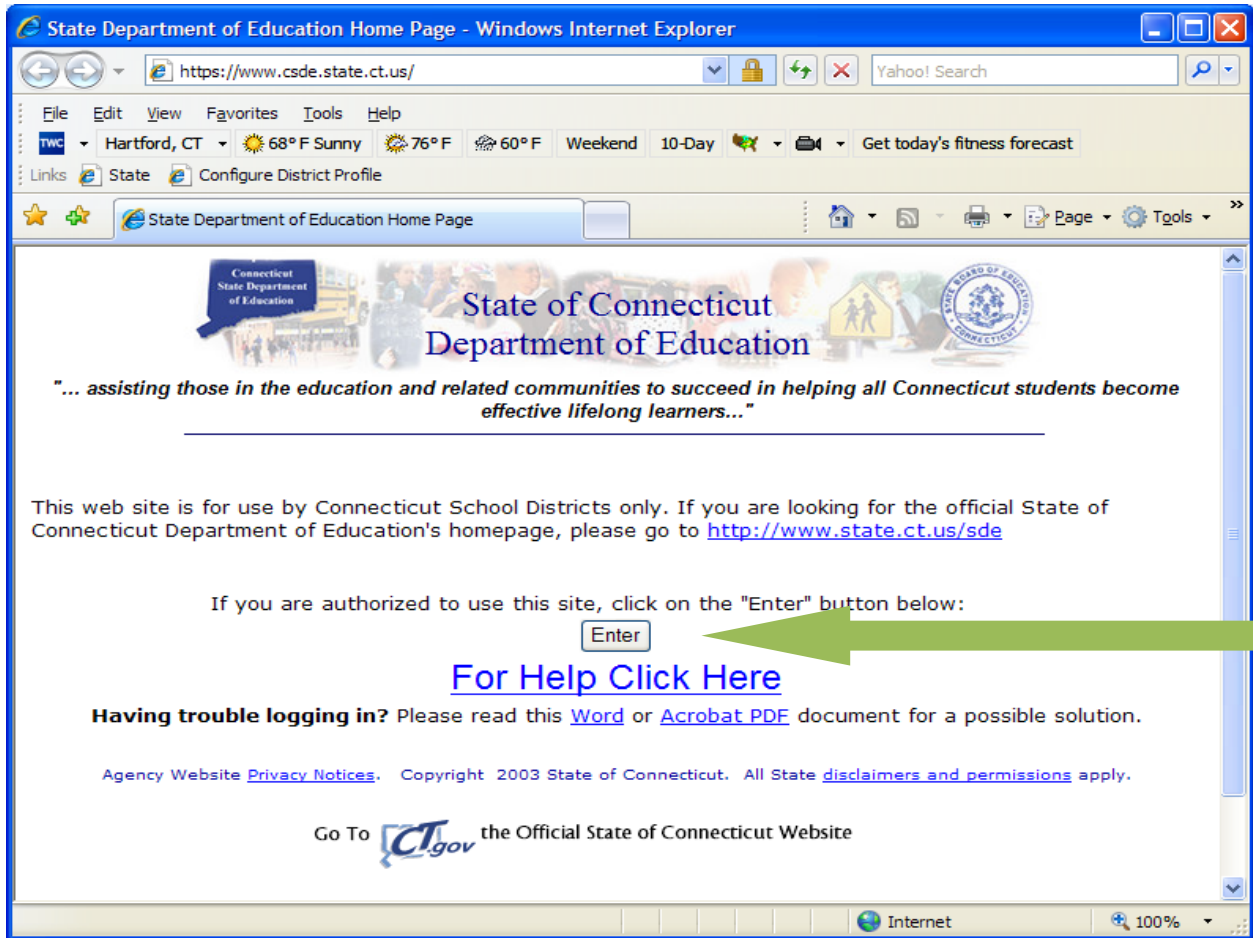 State Department of Education Home Page - Windows Internet Explorer
https://www.csde.state.ct.us/ Yahoo! Search
File Edit View Favorites Tools Help
TWC Hartford, CT 68° F Sunny 76° F 60° F Weekend 10-Day Get today's fitness forecast
Links State Configure District Profile
State Department of Education Home Page Page Tools »
Connecticut
State Department
of Education
State of Connecticut
Department of Education
STATE BOARD OF EDUCATION · CONNECTICUT ·
"... assisting those in the education and related communities to succeed in helping all Connecticut students become
effective lifelong learners..."
This web site is for use by Connecticut School Districts only. If you are looking for the official State of
Connecticut Department of Education's homepage, please go to http://www.state.ct.us/sde
If you are authorized to use this site, click on the "Enter" button below:
Enter
For Help Click Here
Having trouble logging in? Please read this Word or Acrobat PDF document for a possible solution.
Agency Website Privacy Notices. Copyright 2003 State of Connecticut. All State disclaimers and permissions apply.
Go To CT.gov the Official State of Connecticut Website
Internet 100%